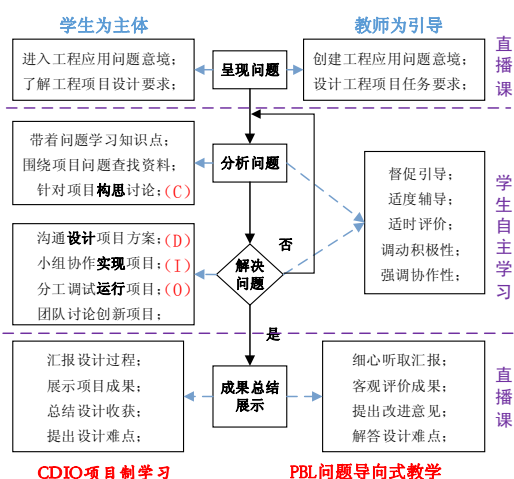 学生为主体
教师为引导
进入工程应用问题意境；
了解工程项目设计要求；
呈现问题
创建工程应用问题意境；
设计工程项目任务要求；
直播课
带着问题学习知识点；
围绕项目问题查找资料；
针对项目构思讨论；(C)
分析问题
督促引导；
适度辅导；
适时评价；
调动积极性；
强调协作性；
学生自主学习
沟通设计项目方案；(D)
小组协作实现项目；(I)
分工调试运行项目；(O)
团队讨论创新项目；
解决
问题
否
是
汇报设计过程；
展示项目成果；
总结设计收获；
提出设计难点；
成果总结
展示
细心听取汇报；
客观评价成果；
提出改进意见；
解答设计难点；
直播课
CDIO项目制学习
PBL问题导向式教学